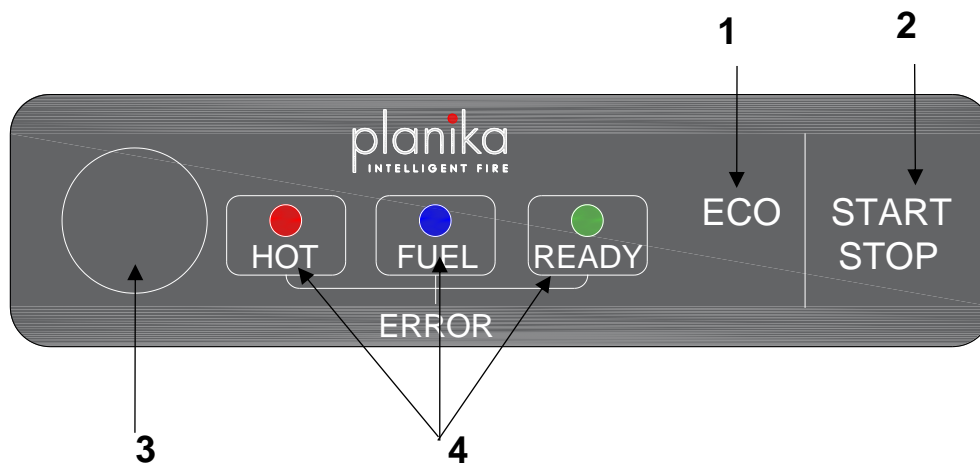 1
2
planika
INTELLIGENT FIRE
ECO
START
STOP
HOT
FUEL
READY
ERROR
3
4